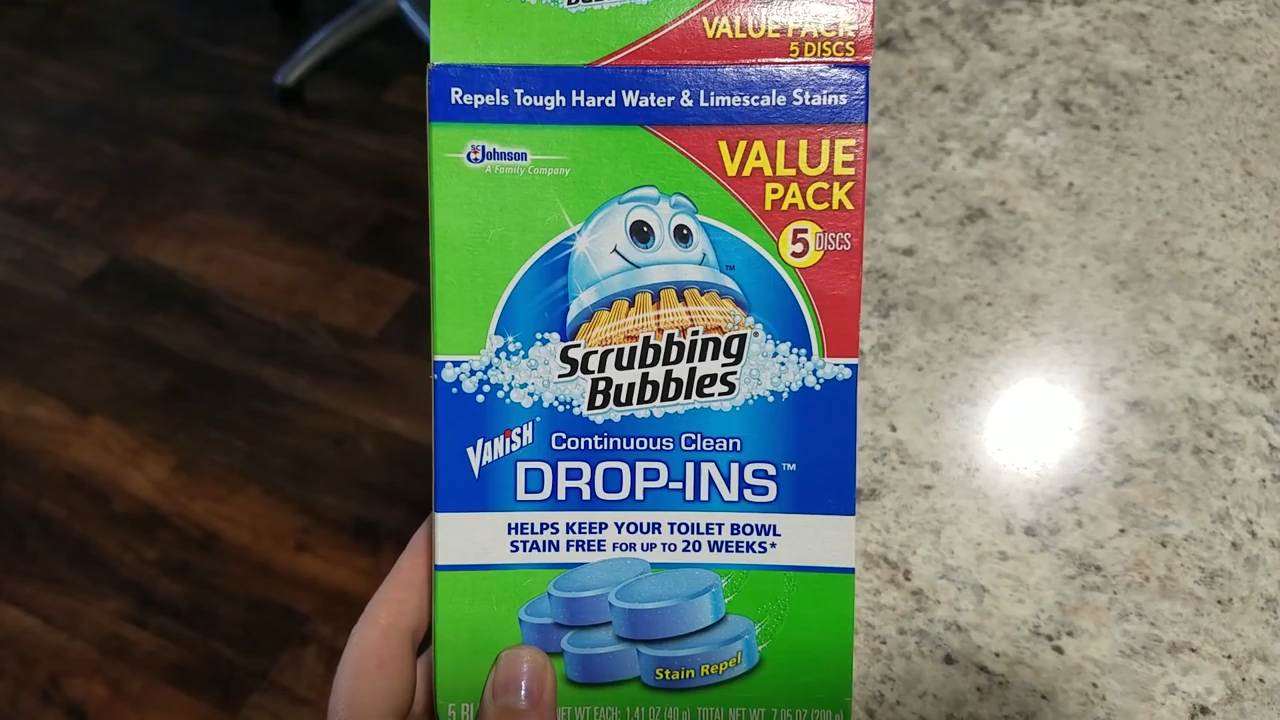 VALUE PACK
5 DISCS
Repels Tough Hard Water & Limescale Stains
SC Johnson
A Family Company
VALUE
PACK
5 DISCS
™
Scrubbing®
Bubbles
VANiSH®
Continuous Clean
DROP-INS™
HELPS KEEP YOUR TOILET BOWL
STAIN FREE FOR UP TO 20 WEEKS*
Stain Repel
5 NET WT EACH: 1.41 OZ (40 g) TOTAL NET WT 7.05 OZ (200 g)